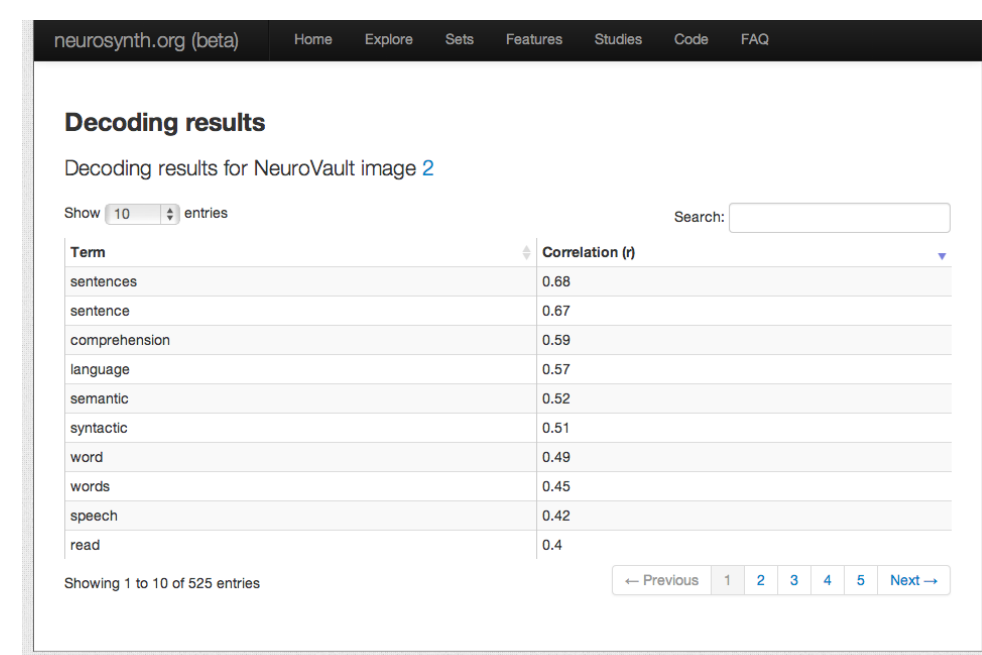 neurosynth.org (beta) Home Explore Sets Features Studies Code FAQ
Decoding results
Decoding results for NeuroVault image 2
Show 10 entries Search:
Term Correlation (r)
sentences 0.68
sentence 0.67
comprehension 0.59
language 0.57
semantic 0.52
syntactic 0.51
word 0.49
words 0.45
speech 0.42
read 0.4
Showing 1 to 10 of 525 entries ← Previous 1 2 3 4 5 Next →